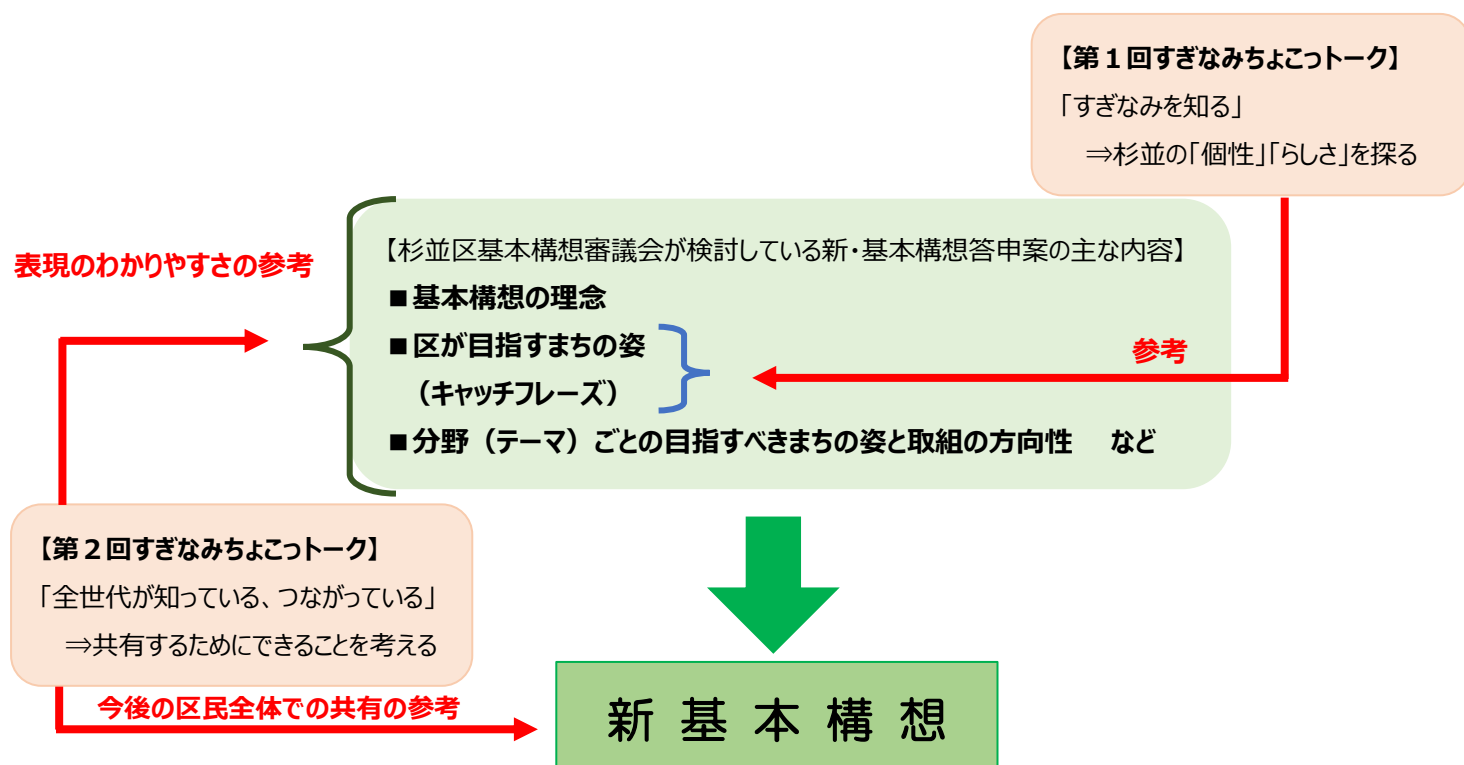 【第１回すぎなみちょこっトーク】
「すぎなみを知る」
⇒杉並の「個性」「らしさ」を探る
表現のわかりやすさの参考
【杉並区基本構想審議会が検討している新・基本構想答申案の主な内容】
■基本構想の理念
■区が目指すまちの姿
（キャッチフレーズ）
参考
■分野（テーマ）ごとの目指すべきまちの姿と取組の方向性　など
【第２回すぎなみちょこっトーク】
「全世代が知っている、つながっている」
⇒共有するためにできることを考える
今後の区民全体での共有の参考
新基本構想